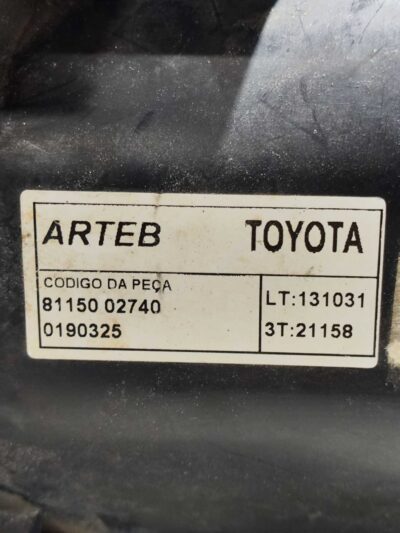 ARTEB TOYOTA
CODIGO DA PEÇA
81150 02740
0190325
LT:131031
3T:21158